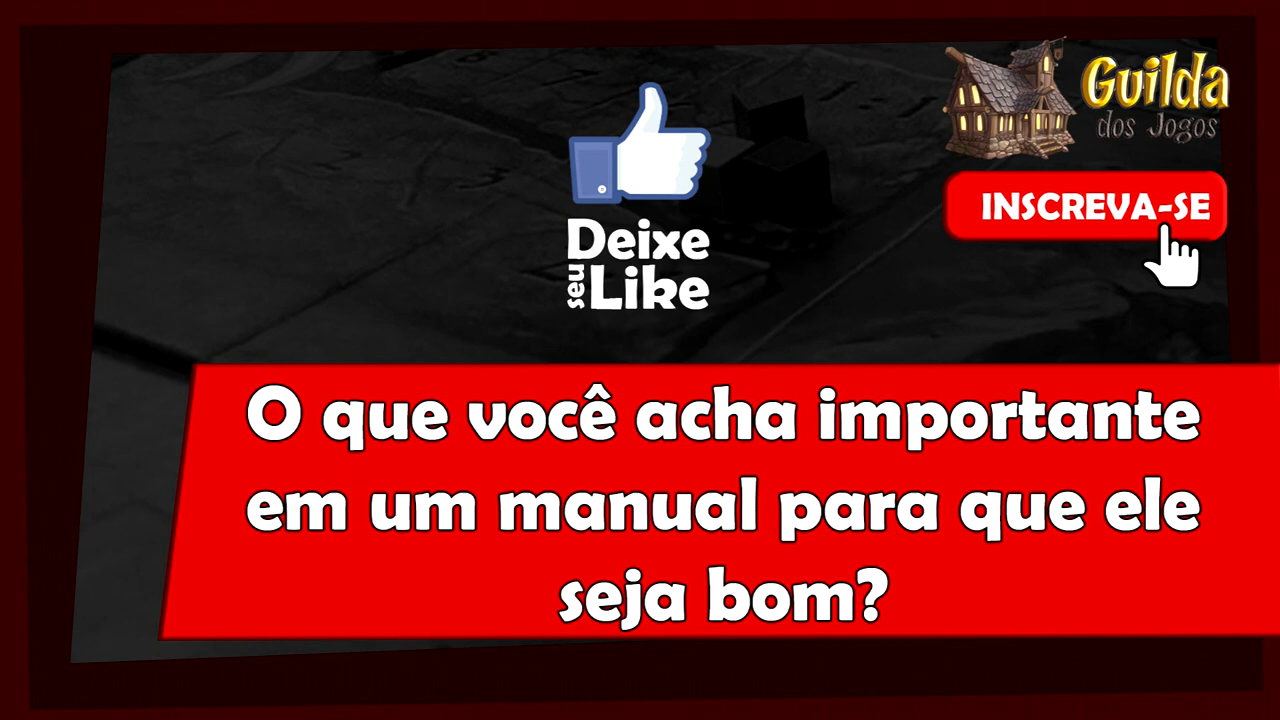 Guilda
dos Jogos
INSCREVA-SE
Deixe
seu Like
O que você acha importante
em um manual para que ele
seja bom?